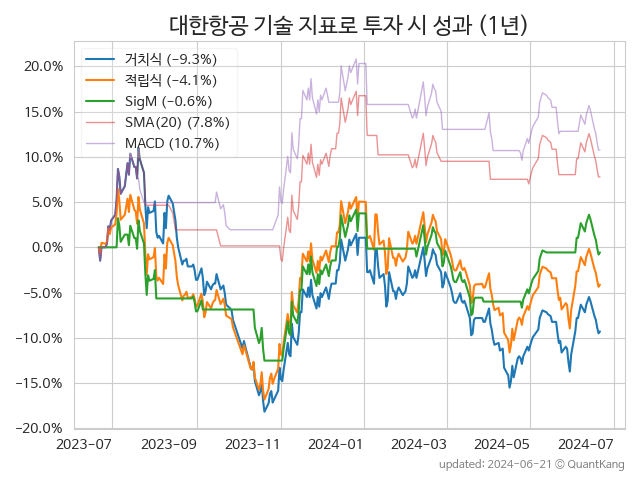 대한항공 기술 지표로 투자 시 성과 (1년)
거치식 (−9.3%)
적립식 (−4.1%)
SigM (−0.6%)
SMA(20) (7.8%)
MACD (10.7%)
20.0%
15.0%
10.0%
5.0%
0.0%
−5.0%
−10.0%
−15.0%
−20.0%
2023-07 2023-09 2023-11 2024-01 2024-03 2024-05 2024-07
updated: 2024-06-21 © QuantKang